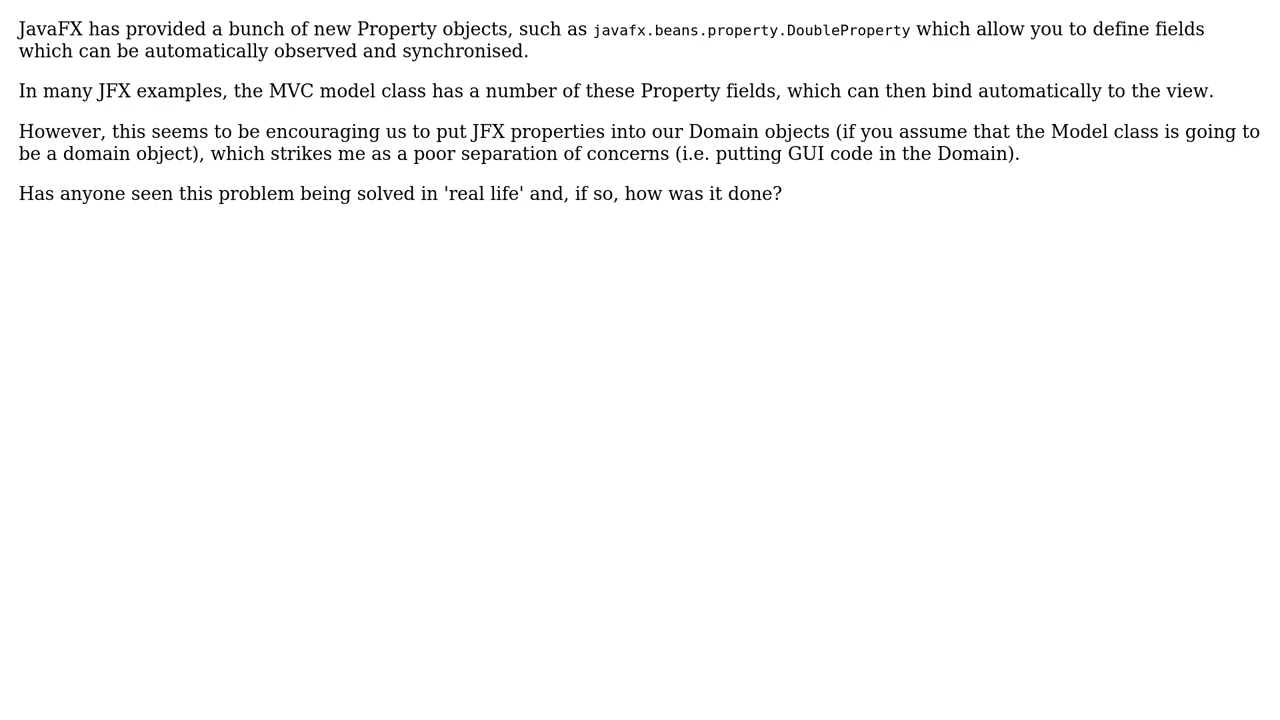 JavaFX has provided a bunch of new Property objects, such as javafx.beans.property.DoubleProperty which allow you to define fields
which can be automatically observed and synchronised.
In many JFX examples, the MVC model class has a number of these Property fields, which can then bind automatically to the view.
However, this seems to be encouraging us to put JFX properties into our Domain objects (if you assume that the Model class is going to
be a domain object), which strikes me as a poor separation of concerns (i.e. putting GUI code in the Domain).
Has anyone seen this problem being solved in 'real life' and, if so, how was it done?